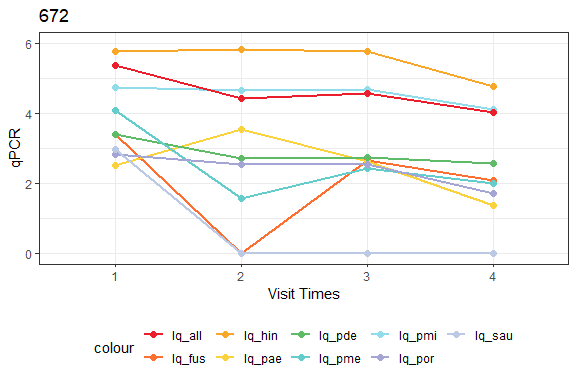 672
qPCR
6
4
2
0
1 2 3 4
Visit Times
colour
lq_all lq_hin lq_pde lq_pmi lq_sau
lq_fus lq_pae lq_pme lq_por